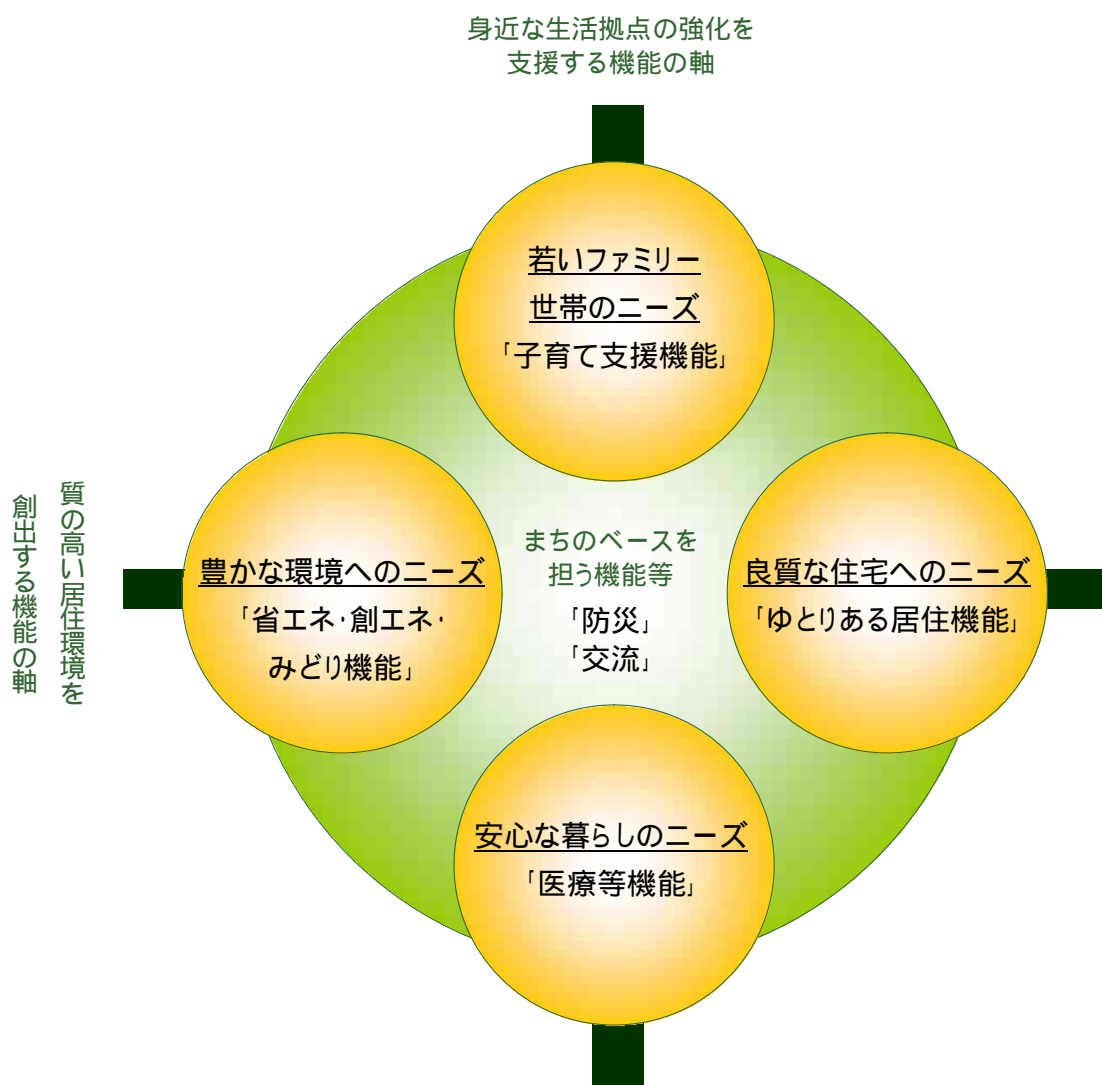 身近な生活拠点の強化を
支援する機能の軸
若いファミリー
世帯のニーズ
「子育て支援機能」
質の高い居住環境を
創出する機能の軸
豊かな環境へのニーズ
「省エネ・創エネ・
みどり機能」
まちのベースを
担う機能等
「防災」
「交流」
良質な住宅へのニーズ
「ゆとりある居住機能」
安心な暮らしのニーズ
「医療等機能」